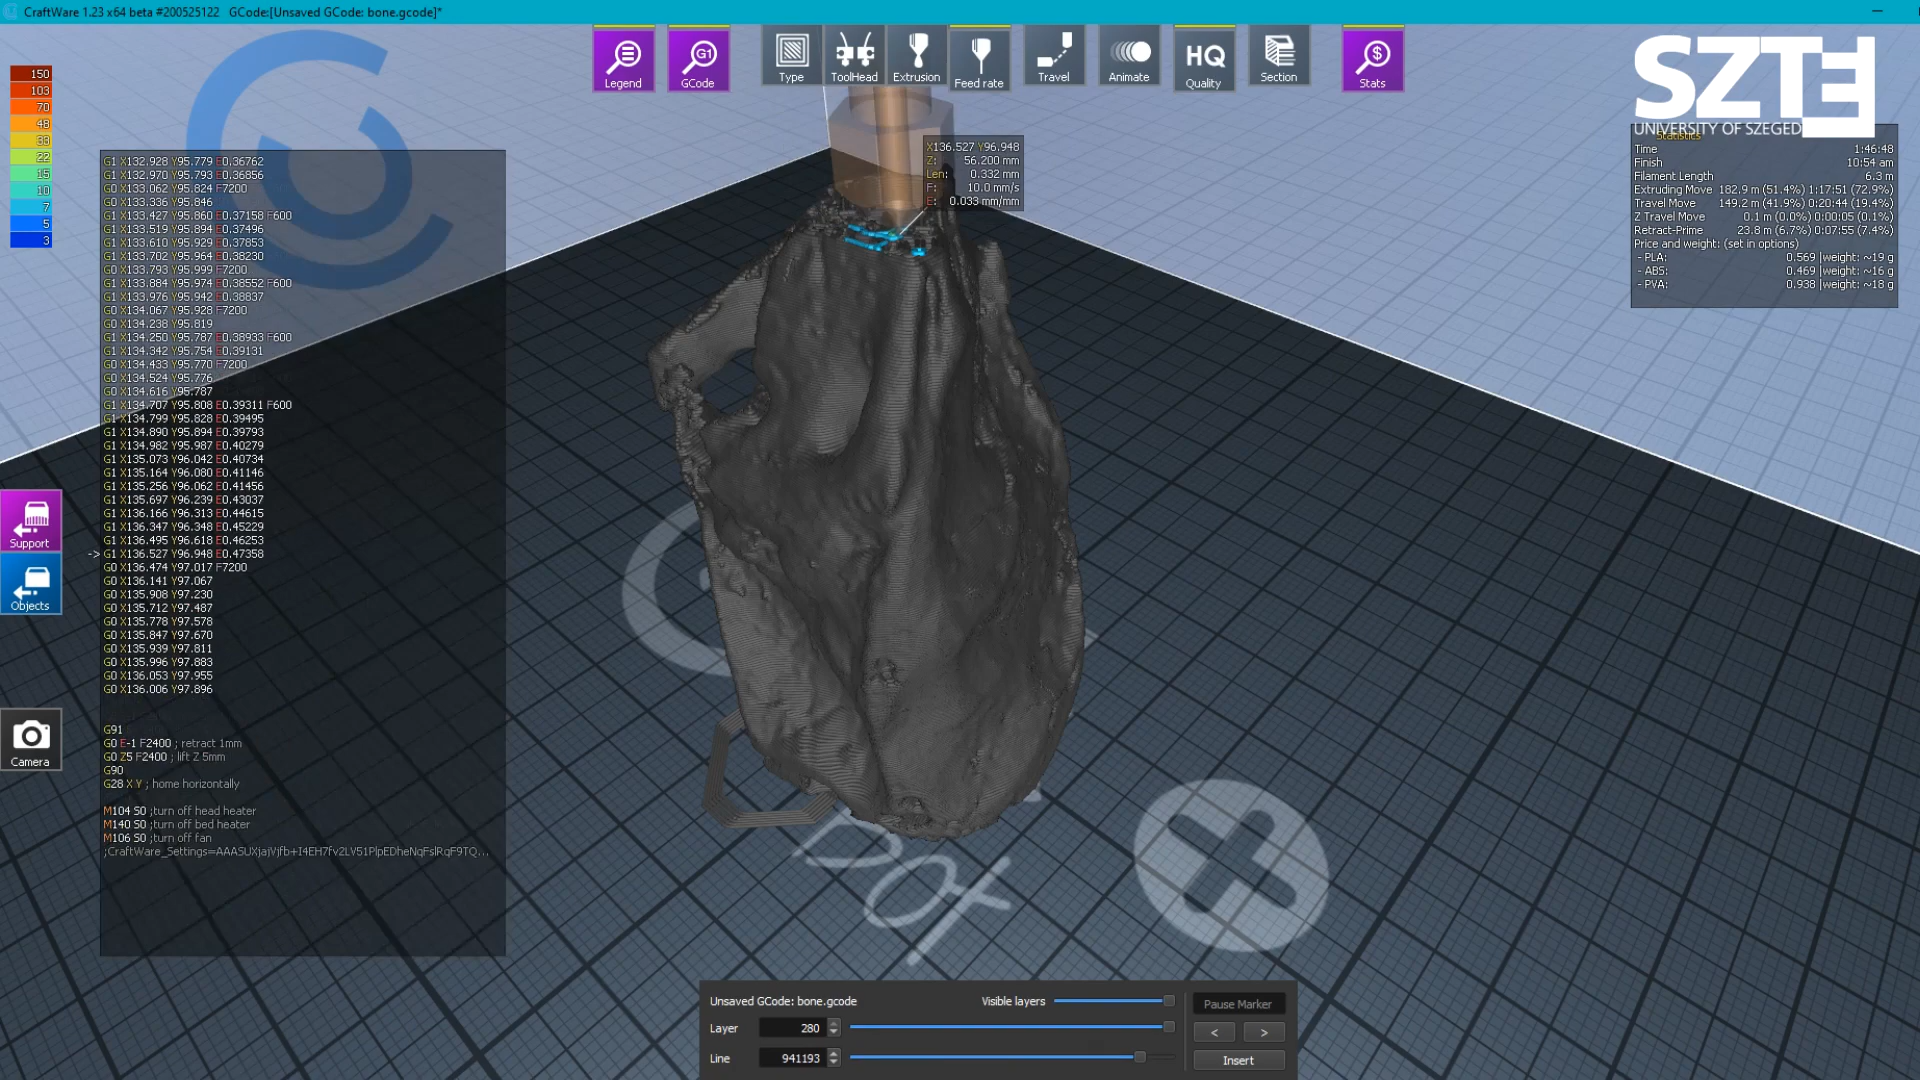 CraftWare 1.23 x64 beta #200525122 GCode:[Unsaved GCode: bone.gcode]*
Legend
GCode
G1
Type
ToolHead
Extrusion
Feed rate
Travel
Animate
HQ
Quality
Section
$
Stats
SZTE
UNIVERSITY OF SZEGED
150
103
70
48
33
22
15
10
7
5
3
G1 X132.928 Y95.779 E0.36762
G1 X132.970 Y95.793 E0.36856
G0 X133.062 Y95.824 F7200
G0 X133.336 Y95.846
G1 X133.427 Y95.860 E0.37158 F600
G1 X133.519 Y95.894 E0.37496
G1 X133.610 Y95.929 E0.37853
G1 X133.702 Y95.964 E0.38230
G0 X133.793 Y95.999 F7200
G1 X133.884 Y95.974 E0.38552 F600
G1 X133.976 Y95.942 E0.38837
G0 X134.067 Y95.928 F7200
G0 X134.238 Y95.819
G1 X134.250 Y95.787 E0.38933 F600
G1 X134.342 Y95.754 E0.39131
G0 X134.433 Y95.770 F7200
G0 X134.524 Y95.776
G0 X134.616 Y95.787
G1 X134.707 Y95.808 E0.39311 F600
G1 X134.799 Y95.828 E0.39495
G1 X134.890 Y95.894 E0.39793
G1 X134.982 Y95.987 E0.40279
G1 X135.073 Y96.042 E0.40734
G1 X135.164 Y96.080 E0.41146
G1 X135.256 Y96.062 E0.41456
G1 X135.697 Y96.239 E0.43037
G1 X136.166 Y96.313 E0.44615
G1 X136.347 Y96.348 E0.45229
G1 X136.495 Y96.618 E0.46253
-> G1 X136.527 Y96.948 E0.47358
G0 X136.474 Y97.017 F7200
G0 X136.141 Y97.067
G0 X135.908 Y97.230
G0 X135.712 Y97.487
G0 X135.778 Y97.578
G0 X135.847 Y97.670
G0 X135.939 Y97.811
G0 X135.996 Y97.883
G0 X136.053 Y97.955
G0 X136.006 Y97.896
G91
G0 E-1 F2400 ; retract 1mm
G0 Z5 F2400 ; lift Z 5mm
G90
G28 X Y ; home horizontally
M104 S0 ;turn off head heater
M140 S0 ;turn off bed heater
M106 S0 ;turn off fan
X136.527 Y96.948
Z: 56.200 mm
Len: 0.332 mm
F: 10.0 mm/s
E: 0.033 mm/mm
Statistics
Time 1:46:48
Finish 10:54 am
Filament Length 6.3 m
Extruding Move 182.9 m (51.4%) 1:17:51 (72.9%)
Travel Move 149.2 m (41.9%) 0:20:44 (19.4%)
Z Travel Move 0.1 m (0.0%) 0:00:05 (0.1%)
Retract-Prime 23.8 m (6.7%) 0:07:55 (7.4%)
Price and weight: (set in options)
- PLA: 0.569 |weight: ~19 g
- ABS: 0.469 |weight: ~16 g
- PVA: 0.938 |weight: ~18 g
Support
Objects
Camera
Unsaved GCode: bone.gcode
Visible layers
Layer 280
Line 941193
Pause Marker
< >
Insert